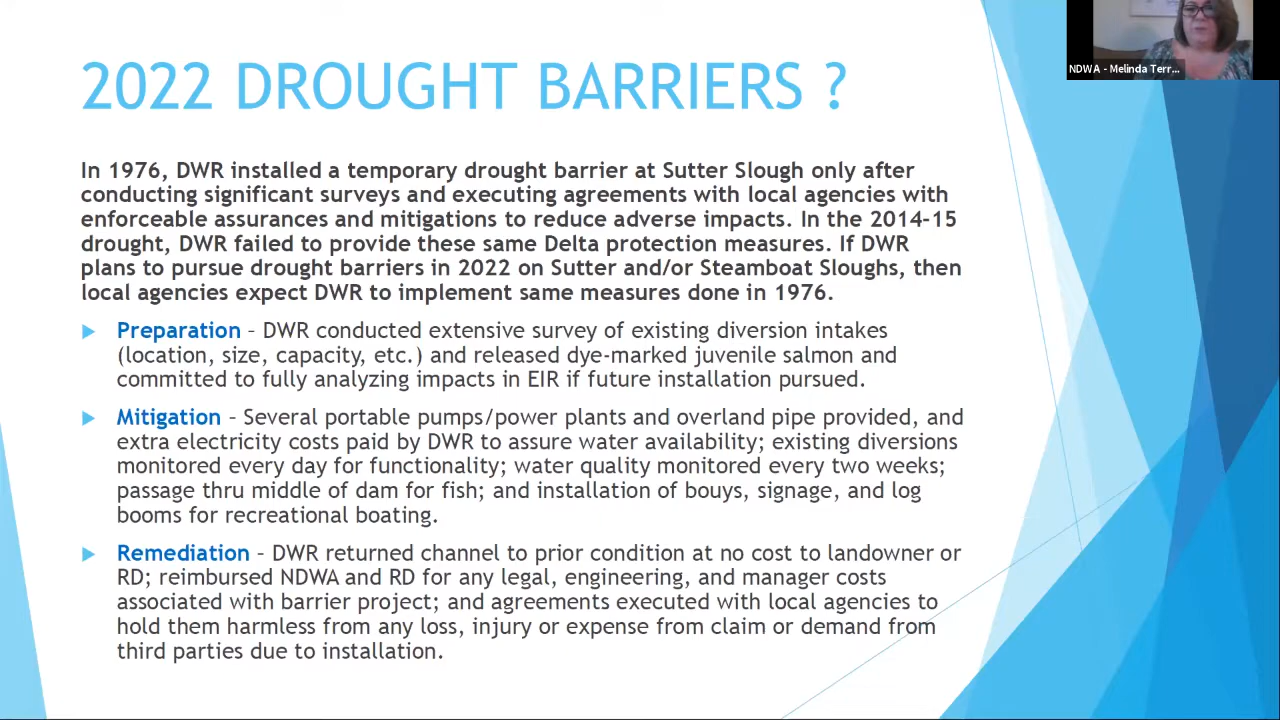 2022 DROUGHT BARRIERS ?
NDWA - Melinda Terr...
In 1976, DWR installed a temporary drought barrier at Sutter Slough only after
conducting significant surveys and executing agreements with local agencies with
enforceable assurances and mitigations to reduce adverse impacts. In the 2014-15
drought, DWR failed to provide these same Delta protection measures. If DWR
plans to pursue drought barriers in 2022 on Sutter and/or Steamboat Sloughs, then
local agencies expect DWR to implement same measures done in 1976.
Preparation – DWR conducted extensive survey of existing diversion intakes
(location, size, capacity, etc.) and released dye-marked juvenile salmon and
committed to fully analyzing impacts in EIR if future installation pursued.
Mitigation – Several portable pumps/power plants and overland pipe provided, and
extra electricity costs paid by DWR to assure water availability; existing diversions
monitored every day for functionality; water quality monitored every two weeks;
passage thru middle of dam for fish; and installation of bouys, signage, and log
booms for recreational boating.
Remediation – DWR returned channel to prior condition at no cost to landowner or
RD; reimbursed NDWA and RD for any legal, engineering, and manager costs
associated with barrier project; and agreements executed with local agencies to
hold them harmless from any loss, injury or expense from claim or demand from
third parties due to installation.